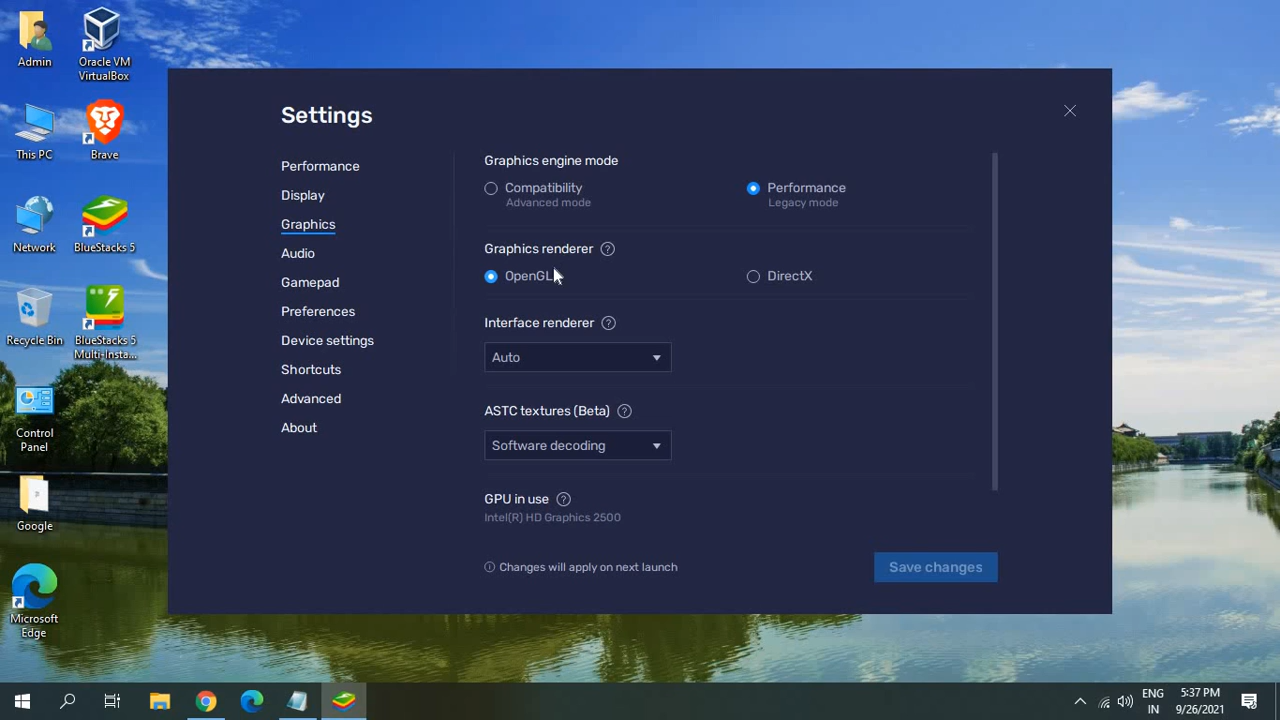 Admin
Oracle VM
VirtualBox
This PC
Brave
Network
BlueStacks 5
Recycle Bin
BlueStacks 5
Multi-Insta...
Control
Panel
Google
Microsoft
Edge
Settings
Performance
Display
Graphics
Audio
Gamepad
Preferences
Device settings
Shortcuts
Advanced
About
Graphics engine mode
Compatibility
Advanced mode
Performance
Legacy mode
Graphics renderer ?
OpenGL
DirectX
Interface renderer ?
Auto
ASTC textures (Beta) ?
Software decoding
GPU in use ?
Intel(R) HD Graphics 2500
Changes will apply on next launch
Save changes
ENG
IN
5:37 PM
9/26/2021